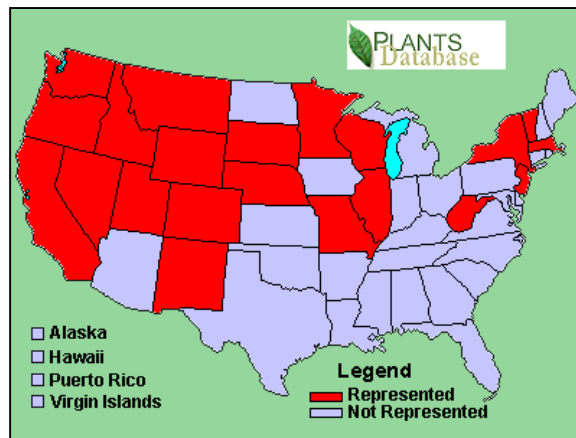 PLANTS
Database
Alaska
Hawaii
Puerto Rico
Virgin Islands
Legend
Represented
Not Represented